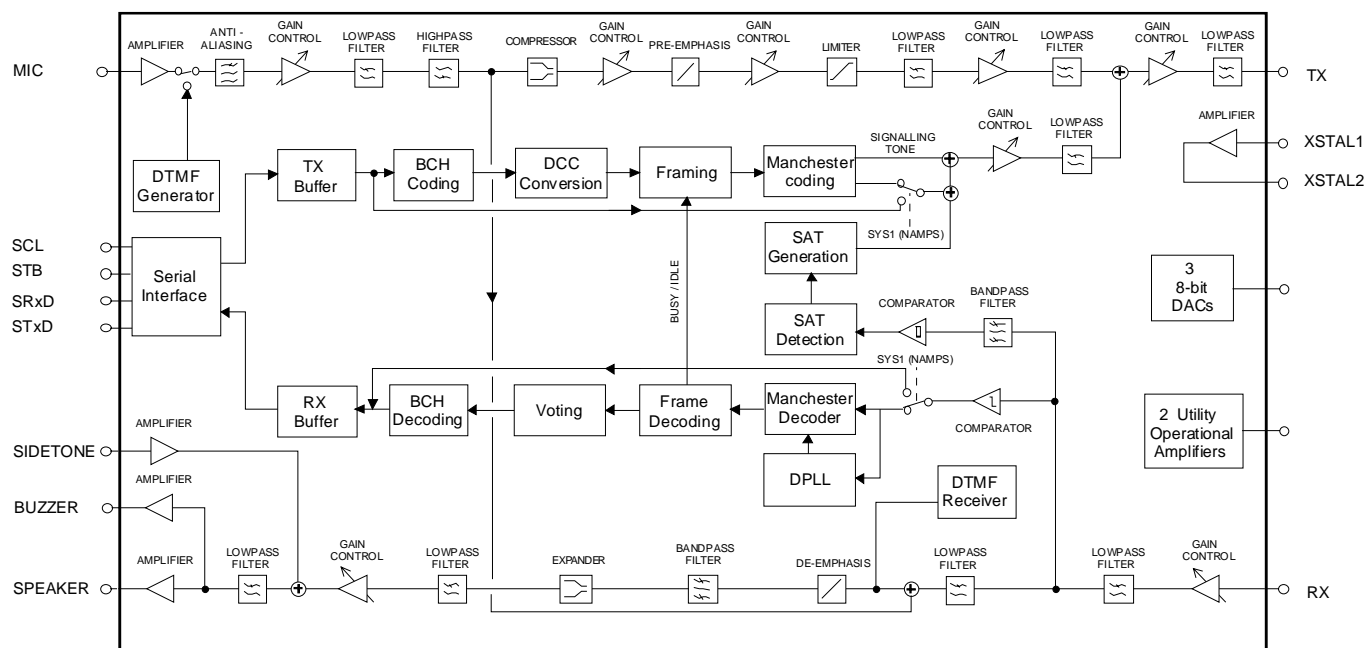 AMPLIFIER
ANTI -
ALIASING
GAIN
CONTROL
LOWPASS
FILTER
HIGHPASS
FILTER
COMPRESSOR
GAIN
CONTROL
PRE-EMPHASIS
GAIN
CONTROL
LIMITER
LOWPASS
FILTER
GAIN
CONTROL
LOWPASS
FILTER
GAIN
CONTROL
LOWPASS
FILTER
MIC
TX
DTMF
Generator
TX
Buffer
BCH
Coding
DCC
Conversion
Framing
Manchester
coding
SIGNALLING
TONE
GAIN
CONTROL
LOWPASS
FILTER
AMPLIFIER
XSTAL1
XSTAL2
SYS1 (NAMPS)
SCL
STB
SRxD
STxD
Serial
Interface
BUSY / IDLE
SAT
Generation
SAT
Detection
COMPARATOR
BANDPASS
FILTER
3
8-bit
DACs
SYS1 (NAMPS)
RX
Buffer
BCH
Decoding
Voting
Frame
Decoding
Manchester
Decoder
COMPARATOR
2 Utility
Operational
Amplifiers
DPLL
DTMF
Receiver
SIDETONE
AMPLIFIER
BUZZER
AMPLIFIER
SPEAKER
AMPLIFIER
LOWPASS
FILTER
GAIN
CONTROL
LOWPASS
FILTER
EXPANDER
BANDPASS
FILTER
DE-EMPHASIS
LOWPASS
FILTER
LOWPASS
FILTER
GAIN
CONTROL
RX